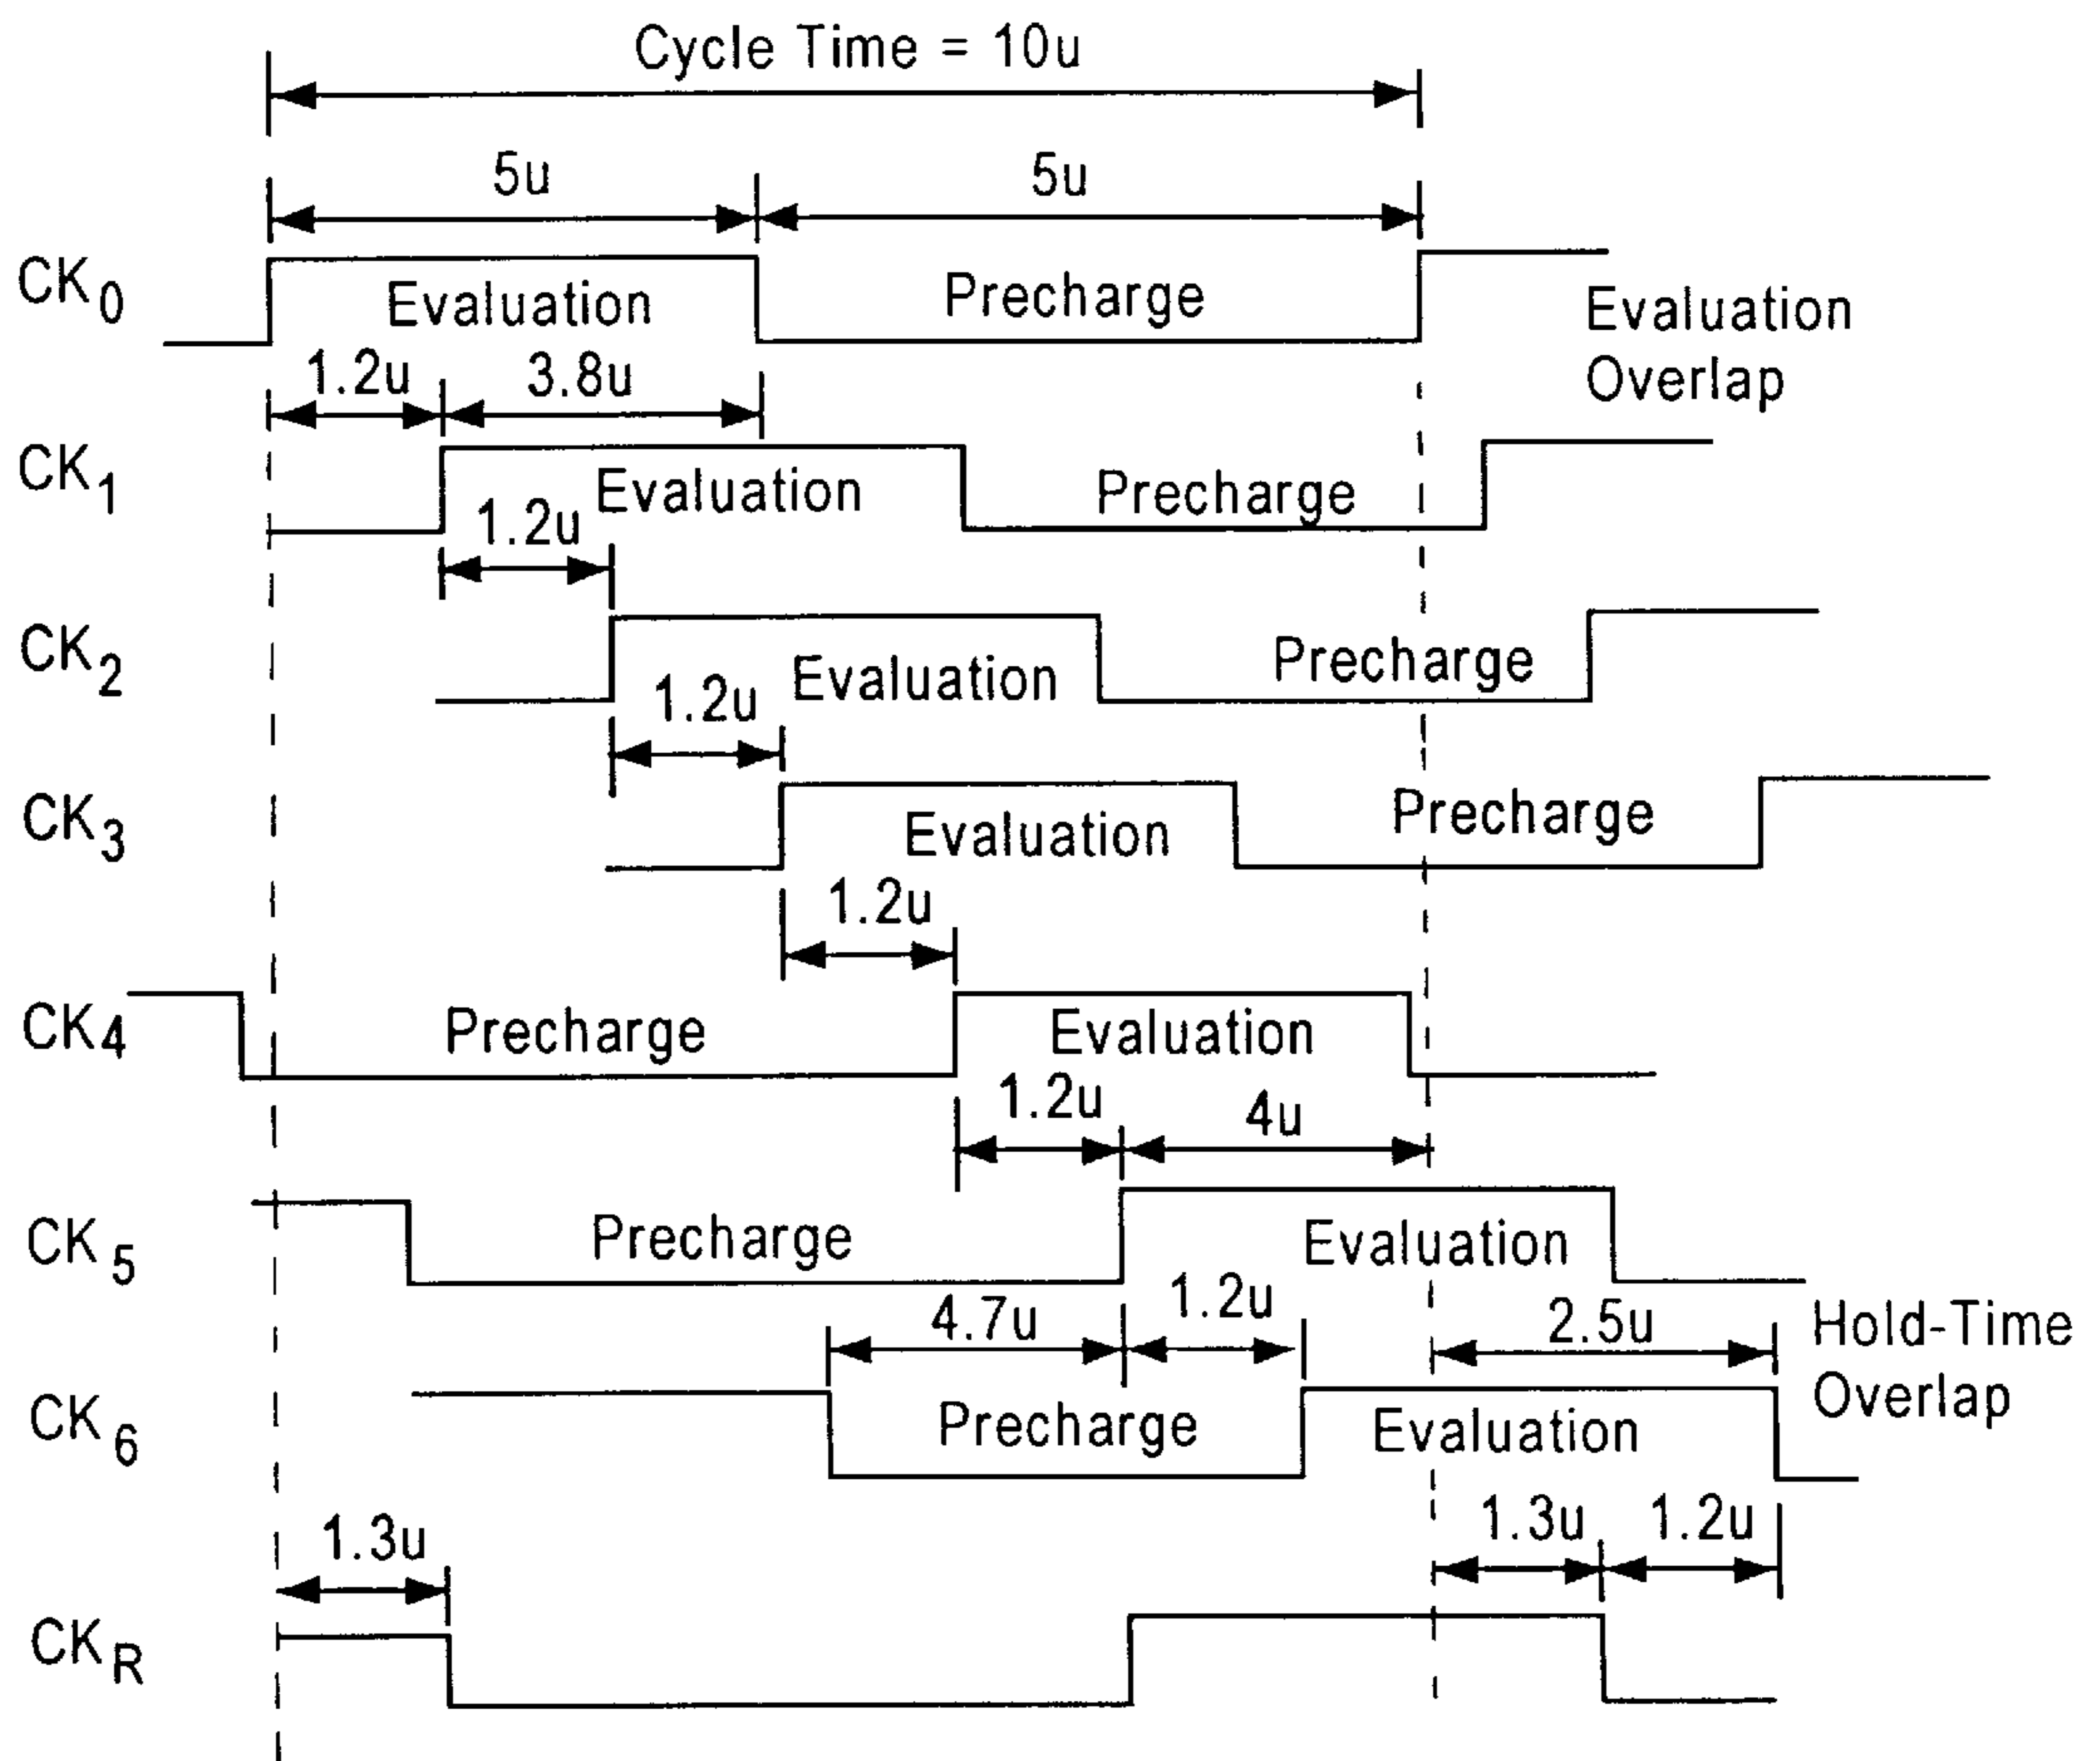 Cycle Time = 10u
5u
5u
CK0
Evaluation
Precharge
Evaluation
Overlap
1.2u
3.8u
CK1
Evaluation
Precharge
1.2u
CK2
Evaluation
Precharge
1.2u
CK3
Evaluation
Precharge
1.2u
CK4
Precharge
Evaluation
1.2u
4u
CK5
Precharge
Evaluation
4.7u
1.2u
2.5u
Hold-Time
Overlap
CK6
Precharge
Evaluation
1.3u
1.3u
1.2u
CKR